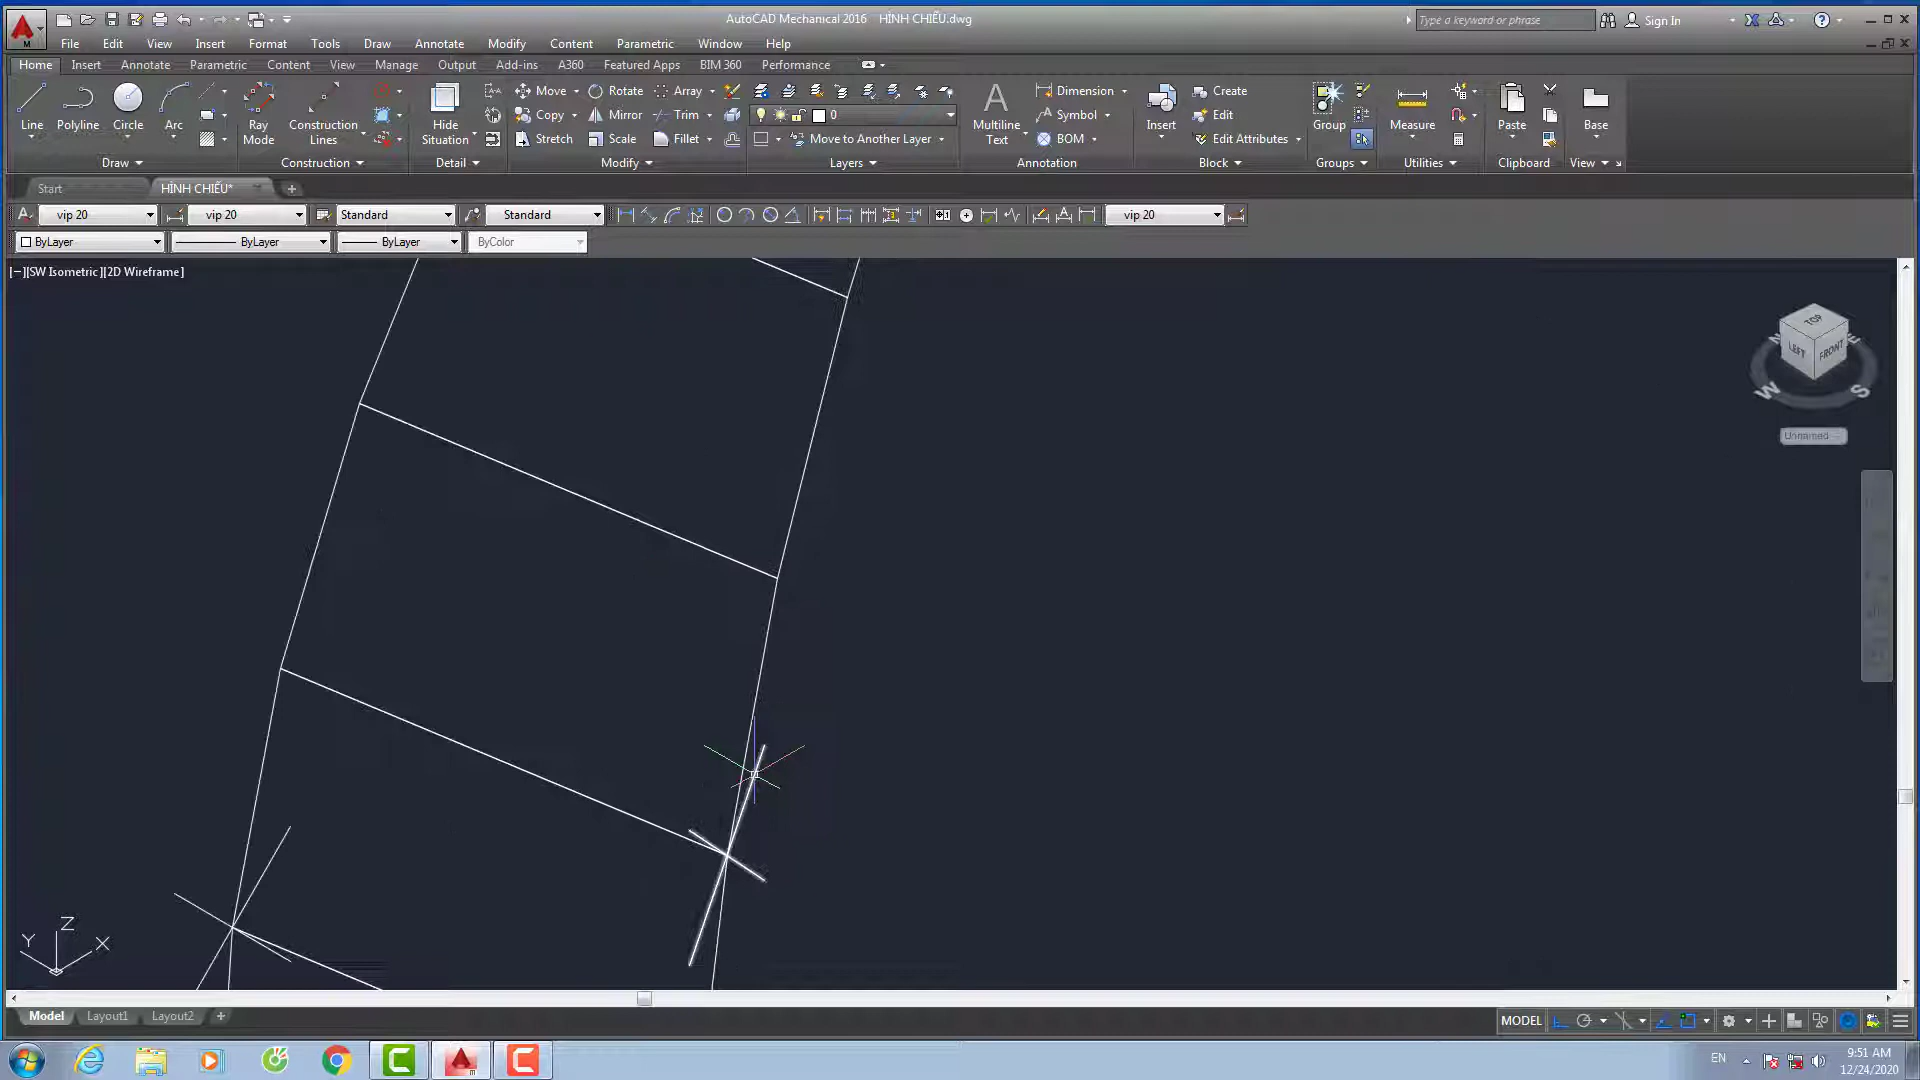 AutoCAD Mechanical 2016 HÌNH CHIẾU.dwg
Type a keyword or phrase
Sign In
M
File Edit View Insert Format Tools Draw Annotate Modify Content Parametric Window Help
Home Insert Annotate Parametric Content View Manage Output Add-ins A360 Featured Apps BIM 360 Performance
Line Polyline Circle Arc Ray Mode Construction Lines Hide Situation
Move Rotate Array
Copy Mirror Trim
Stretch Scale Fillet
0
Move to Another Layer
Multiline Text
Dimension
Symbol
BOM
Insert
Create
Edit
Edit Attributes
Group Measure Paste Base
Draw Construction Detail Modify Layers Annotation Block Groups Utilities Clipboard View
Start HÌNH CHIẾU*
vip 20 vip 20 Standard Standard vip 20
ByLayer ByLayer ByLayer ByColor
[−][SW Isometric][2D Wireframe]
TOP
LEFT FRONT
N E
W S
Unnamed
Z
Y X
Model Layout1 Layout2 +
MODEL
EN
9:51 AM
12/24/2020